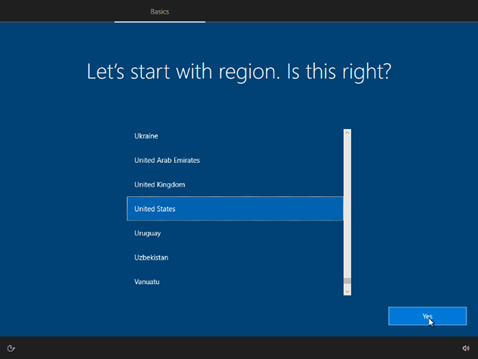 Basics
Let's start with region. Is this right?
Ukraine
United Arab Emirates
United Kingdom
United States
Uruguay
Uzbekistan
Vanuatu
Yes